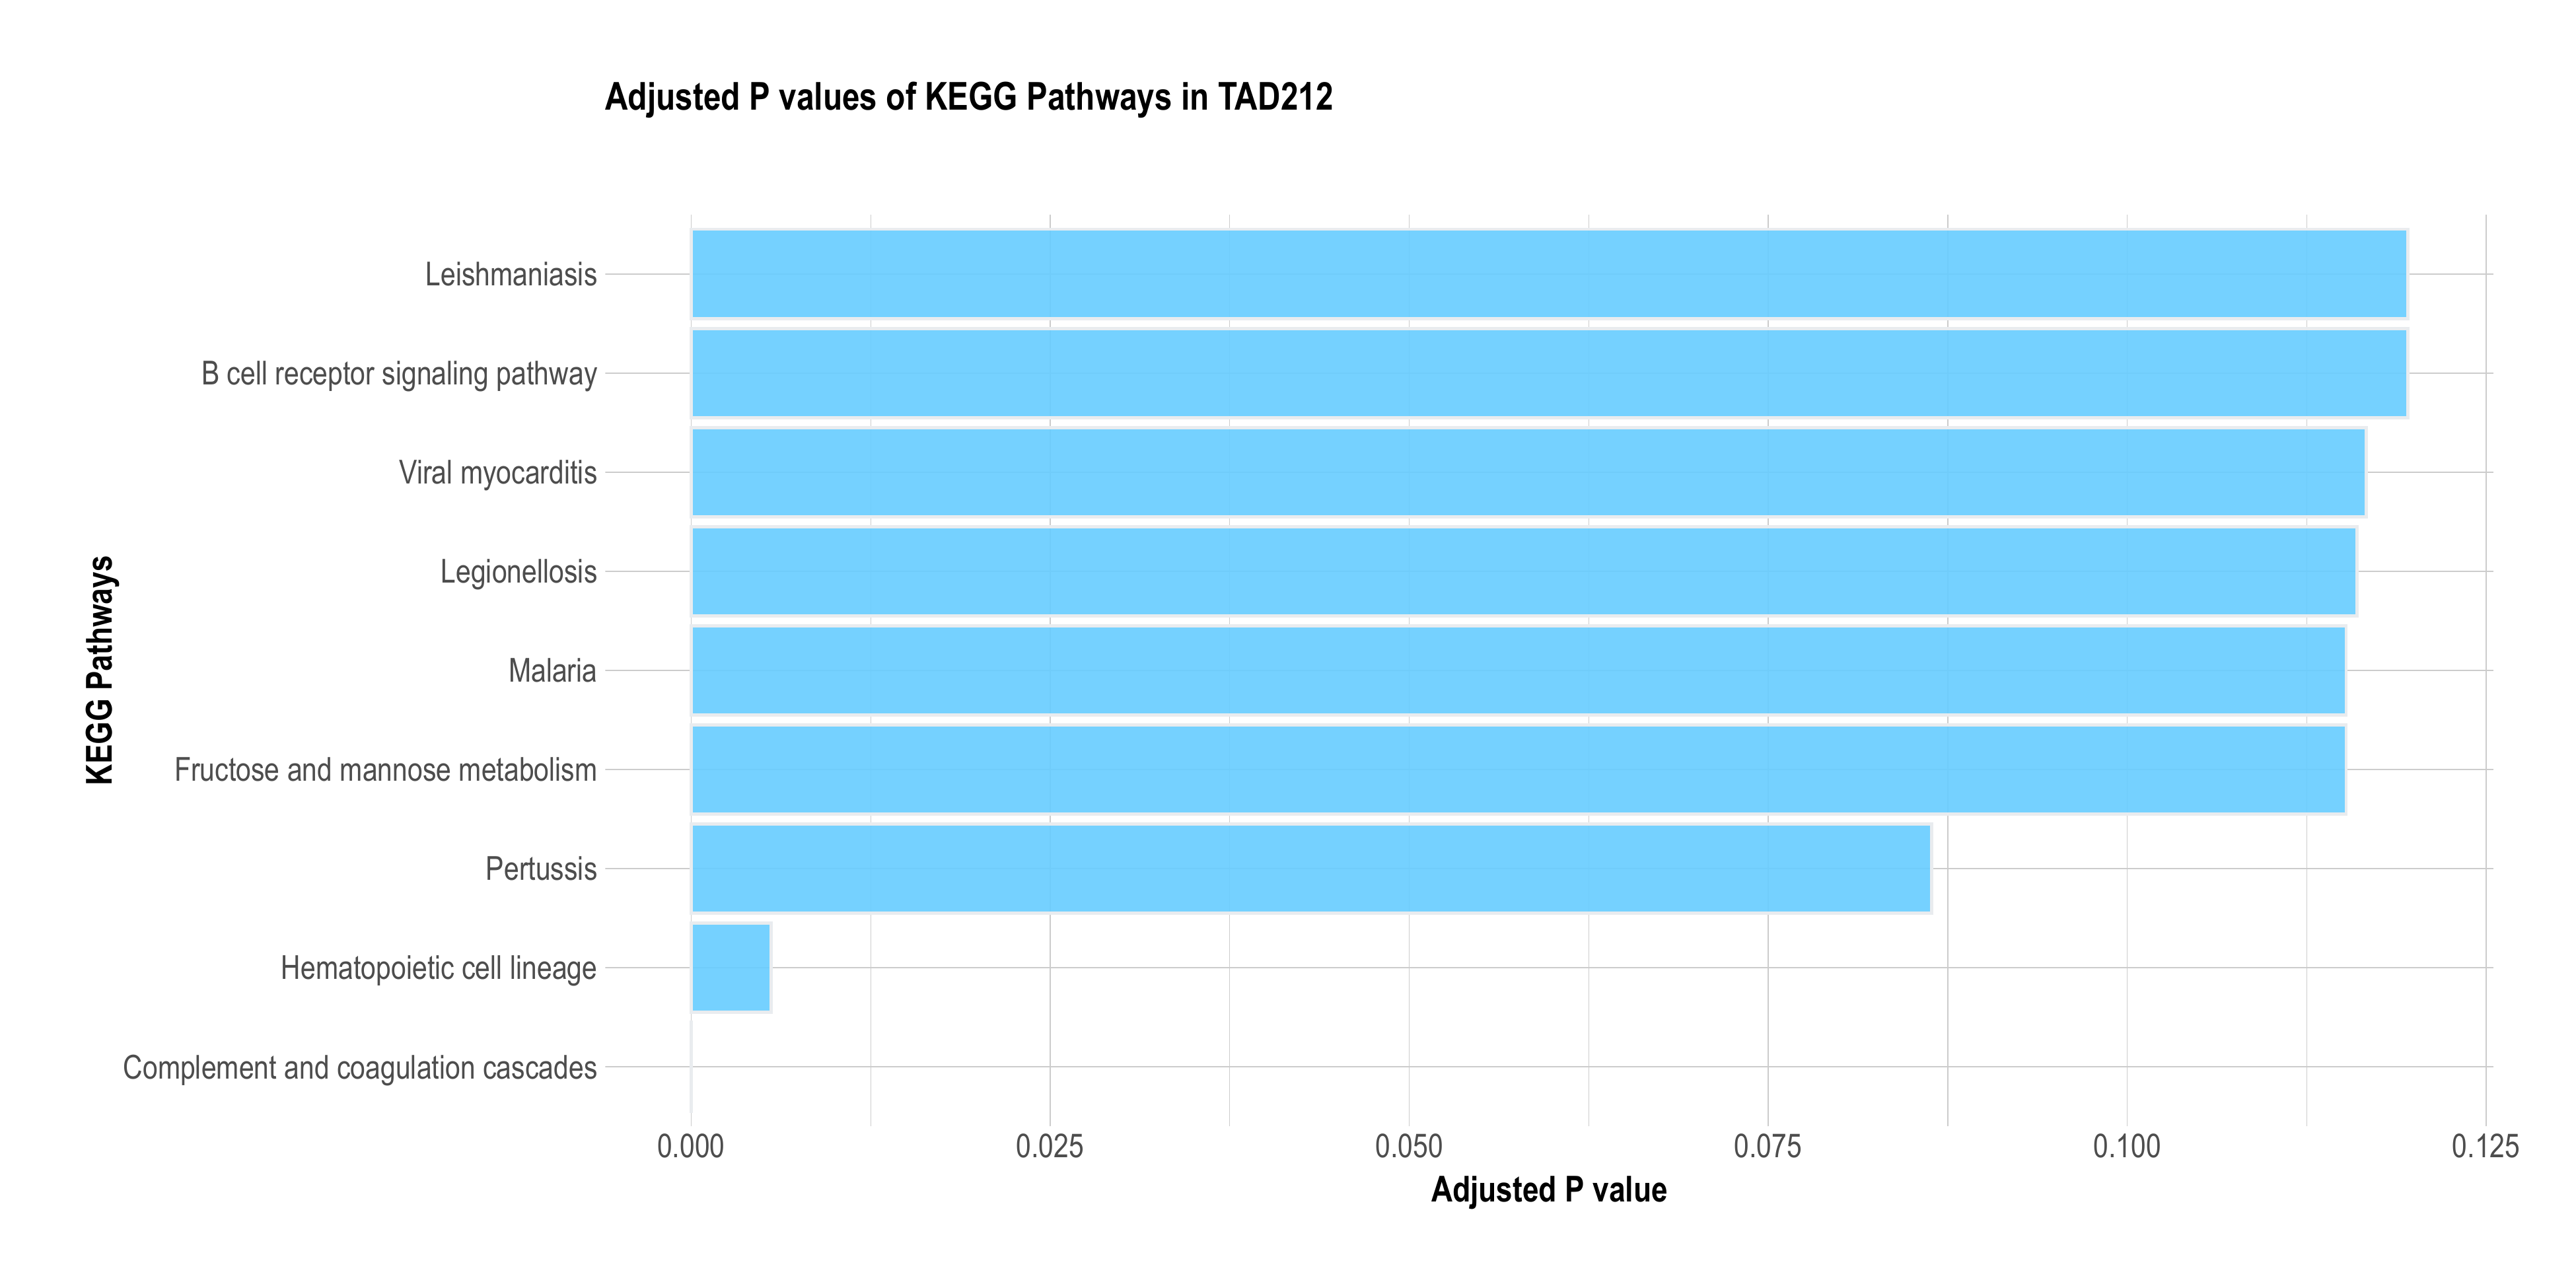 Adjusted P values of KEGG Pathways in TAD212
KEGG Pathways
Leishmaniasis
B cell receptor signaling pathway
Viral myocarditis
Legionellosis
Malaria
Fructose and mannose metabolism
Pertussis
Hematopoietic cell lineage
Complement and coagulation cascades
0.000 0.025 0.050 0.075 0.100 0.125
Adjusted P value